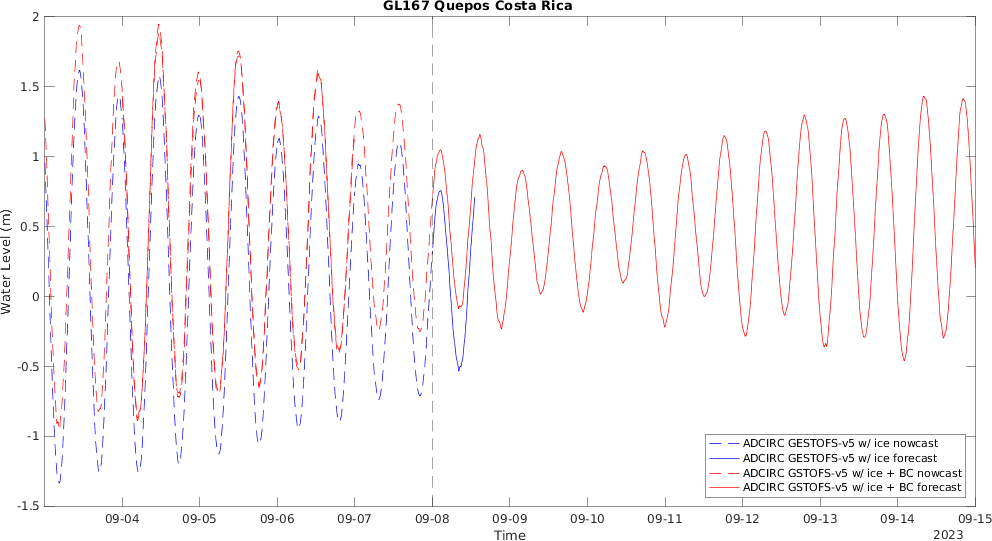 GL167 Quepos Costa Rica
2
1.5
1
0.5
0
-0.5
-1
-1.5
Water Level (m)
ADCIRC GESTOFS-v5 w/ ice nowcast
ADCIRC GESTOFS-v5 w/ ice forecast
ADCIRC GSTOFS-v5 w/ ice + BC nowcast
ADCIRC GSTOFS-v5 w/ ice + BC forecast
09-04 09-05 09-06 09-07 09-08 09-09 09-10 09-11 09-12 09-13 09-14 09-15
Time
2023